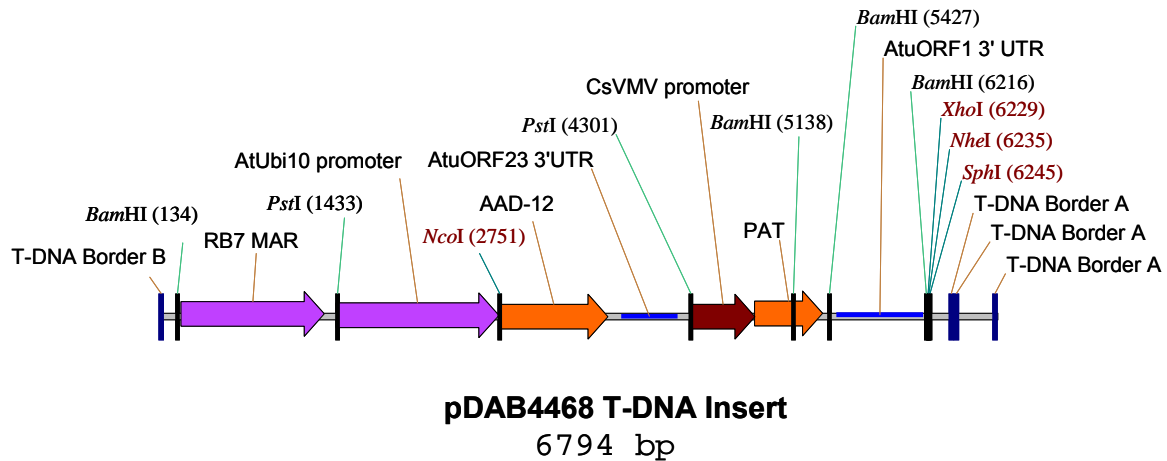 BamHI (5427)
AtuORF1 3' UTR
CsVMV promoter
BamHI (6216)
XhoI (6229)
PstI (4301)
BamHI (5138)
NheI (6235)
AtUbi10 promoter
AtuORF23 3'UTR
SphI (6245)
BamHI (134)
PstI (1433)
AAD-12
T-DNA Border A
NcoI (2751)
PAT
T-DNA Border A
RB7 MAR
T-DNA Border B
T-DNA Border A
pDAB4468 T-DNA Insert
6794 bp